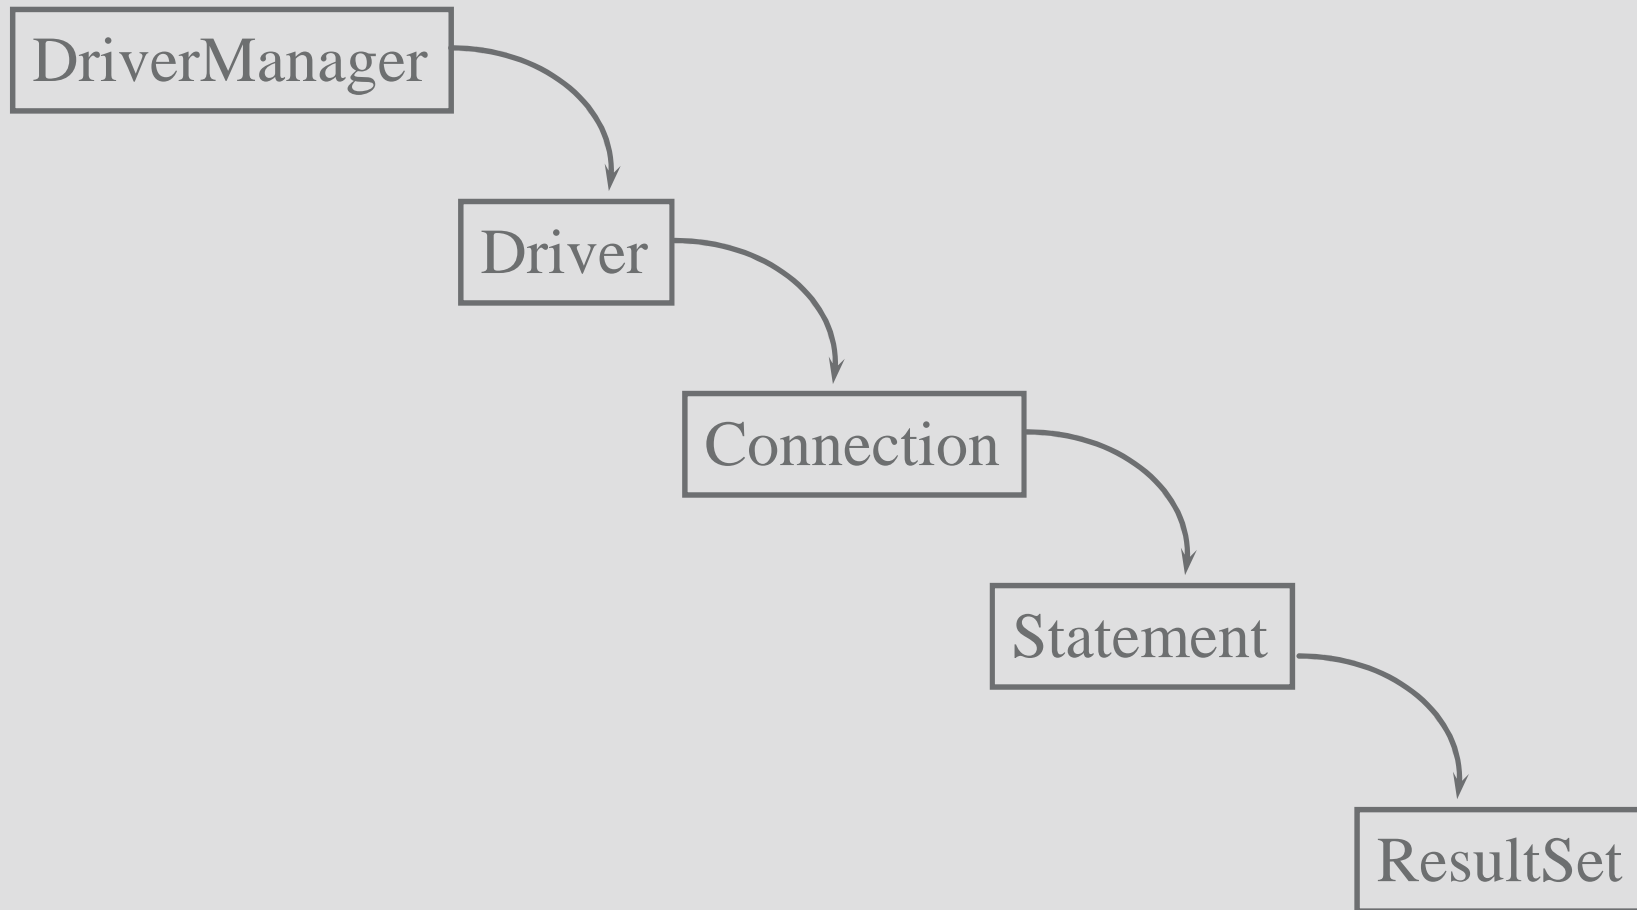 DriverManager
Driver
Connection
Statement
ResultSet